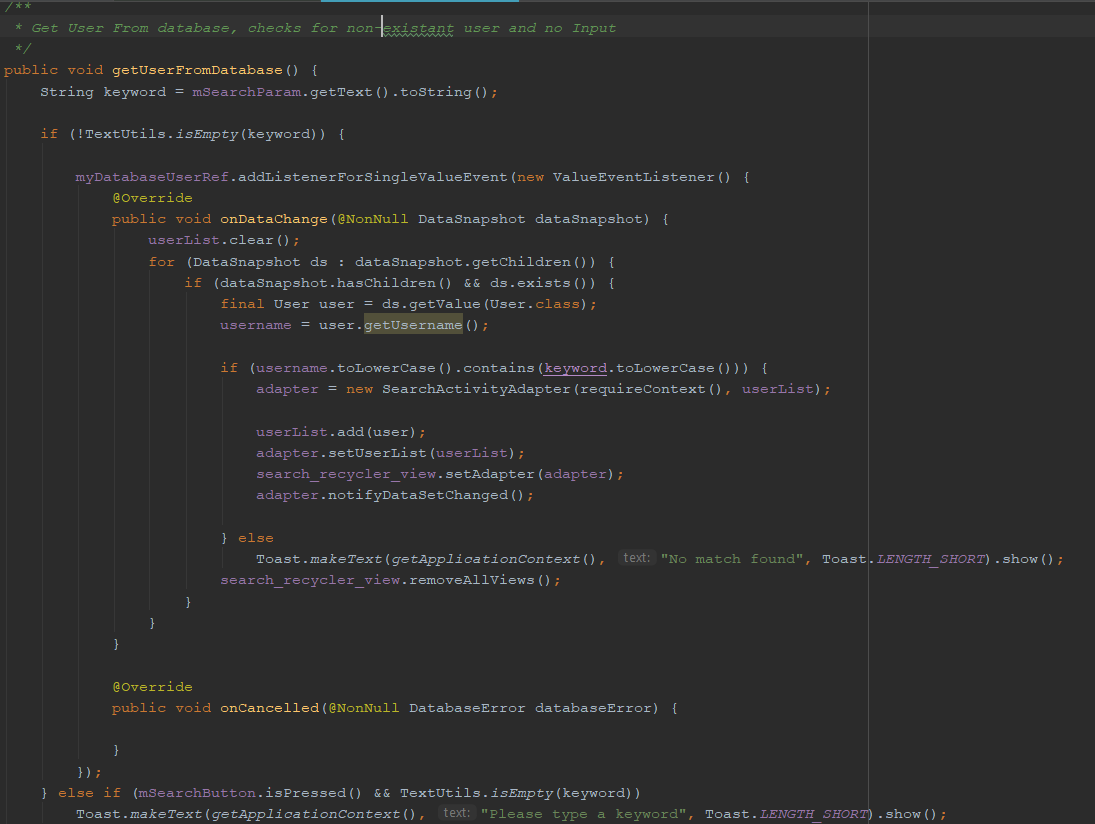 /**
 * Get User From database, checks for non-existant user and no Input
 */
public void getUserFromDatabase() {
    String keyword = mSearchParam.getText().toString();
    if (!TextUtils.isEmpty(keyword)) {
        myDatabaseUserRef.addListenerForSingleValueEvent(new ValueEventListener() {
            @Override
            public void onDataChange(@NonNull DataSnapshot dataSnapshot) {
                userList.clear();
                for (DataSnapshot ds : dataSnapshot.getChildren()) {
                    if (dataSnapshot.hasChildren() && ds.exists()) {
                        final User user = ds.getValue(User.class);
                        username = user.getUsername();
                        if (username.toLowerCase().contains(keyword.toLowerCase())) {
                            adapter = new SearchActivityAdapter(requireContext(), userList);
                            userList.add(user);
                            adapter.setUserList(userList);
                            search_recycler_view.setAdapter(adapter);
                            adapter.notifyDataSetChanged();
                        } else
                            Toast.makeText(getApplicationContext(), text: "No match found", Toast.LENGTH_SHORT).show();
                        search_recycler_view.removeAllViews();
                    }
                }
            }
            @Override
            public void onCancelled(@NonNull DatabaseError databaseError) {
            }
        });
    } else if (mSearchButton.isPressed() && TextUtils.isEmpty(keyword))
        Toast.makeText(getApplicationContext(), text: "Please type a keyword", Toast.LENGTH_SHORT).show();